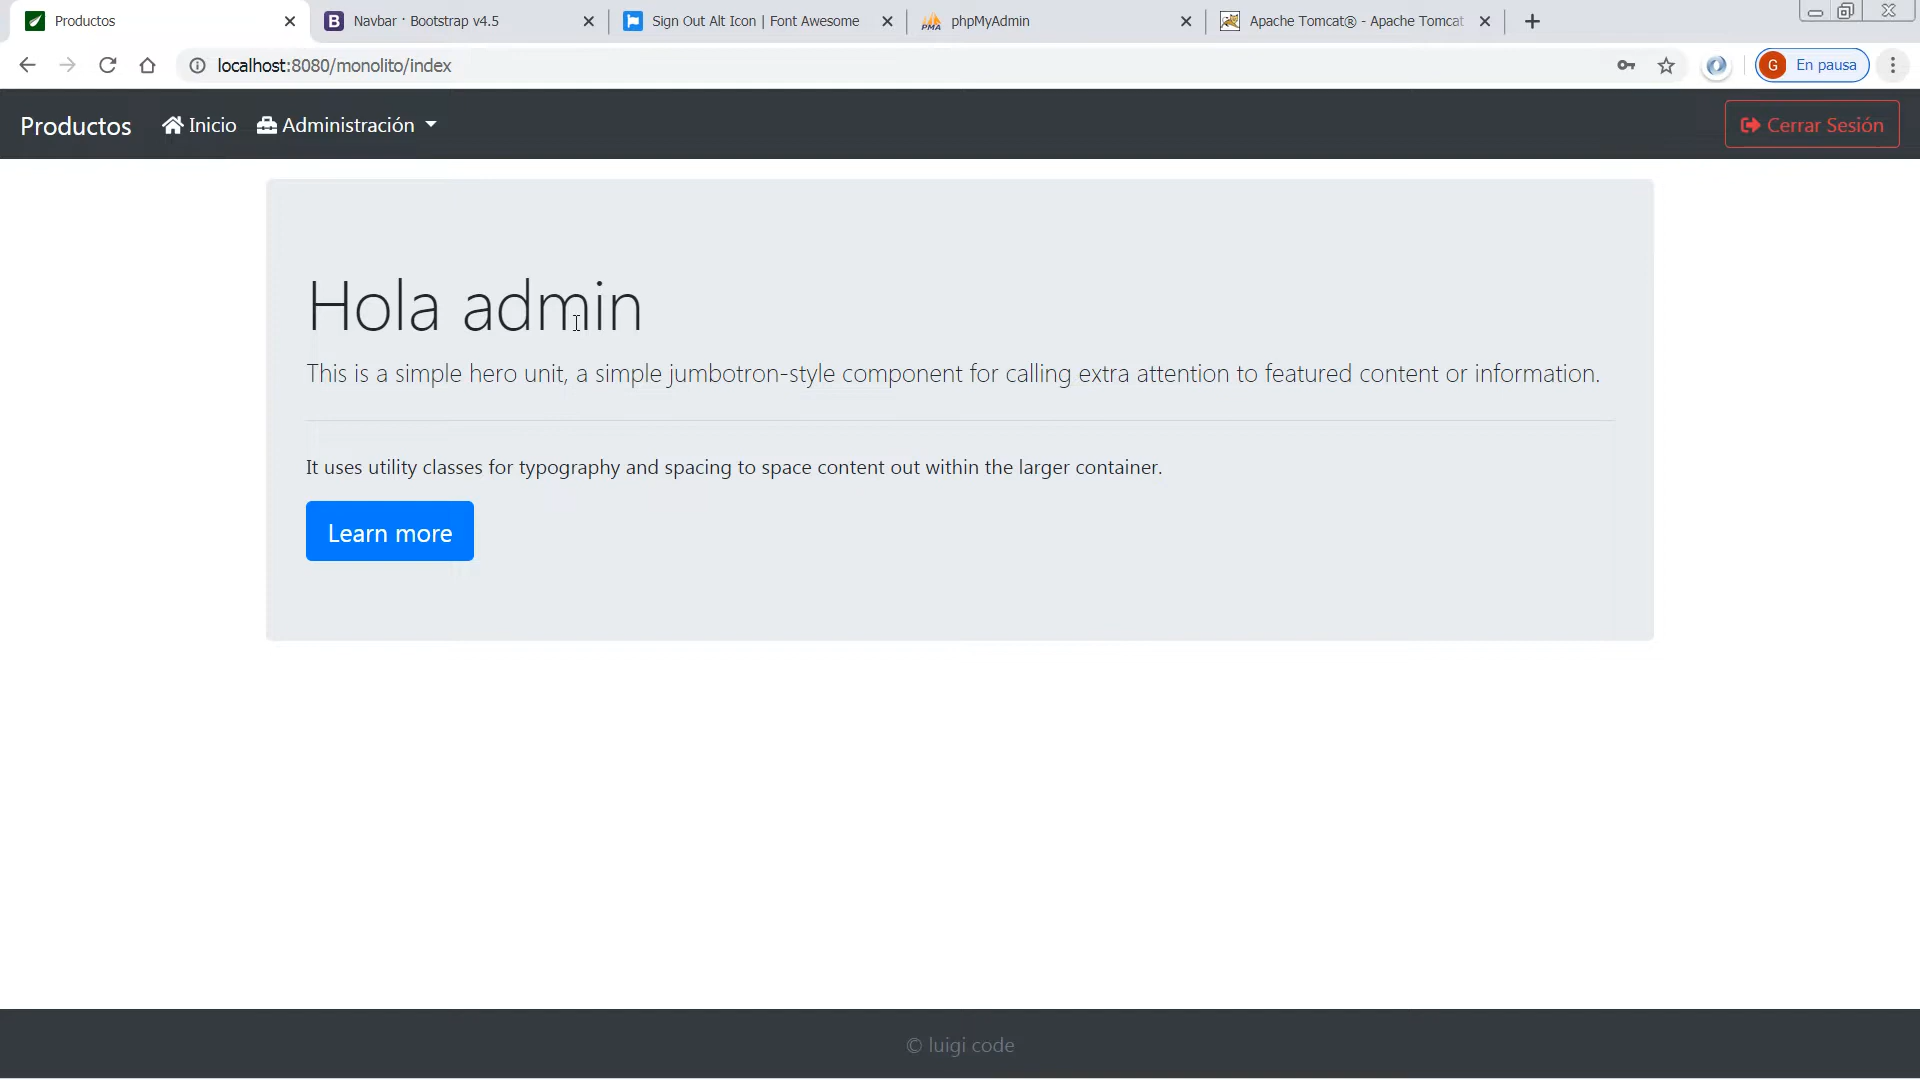 Productos
Navbar · Bootstrap v4.5
Sign Out Alt Icon | Font Awesome
phpMyAdmin
Apache Tomcat® - Apache Tomcat
localhost:8080/monolito/index
G En pausa
Productos Inicio Administración Cerrar Sesión
Hola admin
This is a simple hero unit, a simple jumbotron-style component for calling extra attention to featured content or information.
It uses utility classes for typography and spacing to space content out within the larger container.
Learn more
© luigi code